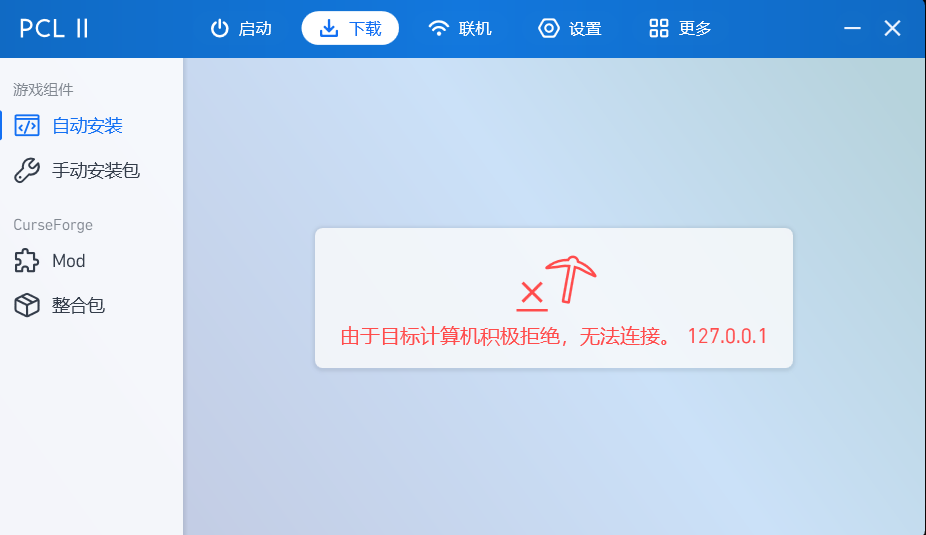 PCL II
启动
下载
联机
设置
更多
游戏组件
自动安装
手动安装包
CurseForge
Mod
整合包
由于目标计算机积极拒绝，无法连接。 127.0.0.1